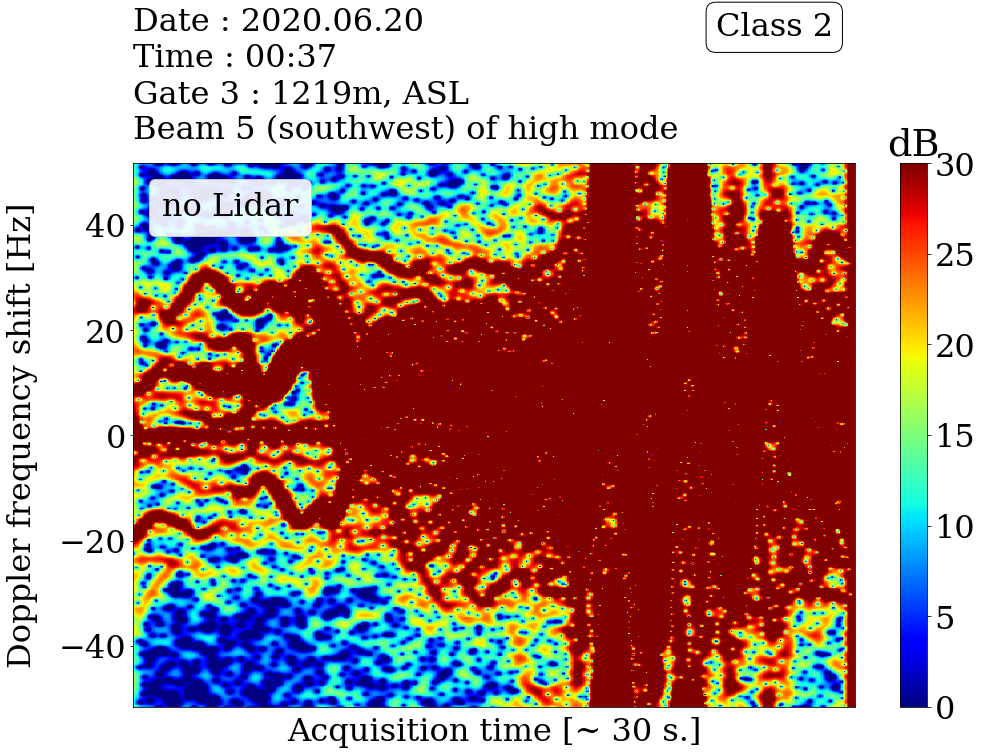 Date : 2020.06.20
Time : 00:37
Gate 3 : 1219m, ASL
Beam 5 (southwest) of high mode
Class 2
dB
no Lidar
Doppler frequency shift [Hz]
40
20
0
−20
−40
Acquisition time [~ 30 s.]
30
25
20
15
10
5
0